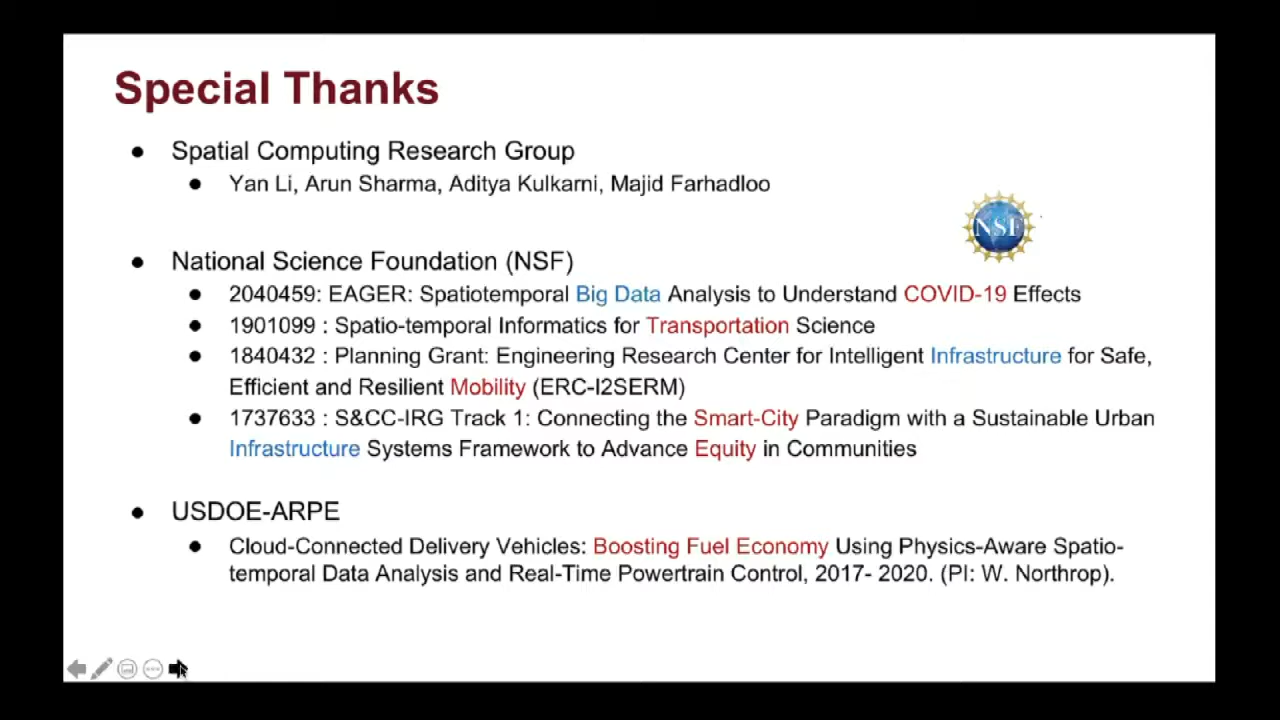 Special Thanks
● Spatial Computing Research Group
● Yan Li, Arun Sharma, Aditya Kulkarni, Majid Farhadloo
NSF
● National Science Foundation (NSF)
● 2040459: EAGER: Spatiotemporal Big Data Analysis to Understand COVID-19 Effects
● 1901099 : Spatio-temporal Informatics for Transportation Science
● 1840432 : Planning Grant: Engineering Research Center for Intelligent Infrastructure for Safe,
Efficient and Resilient Mobility (ERC-I2SERM)
● 1737633 : S&CC-IRG Track 1: Connecting the Smart-City Paradigm with a Sustainable Urban
Infrastructure Systems Framework to Advance Equity in Communities
● USDOE-ARPE
● Cloud-Connected Delivery Vehicles: Boosting Fuel Economy Using Physics-Aware Spatio-
temporal Data Analysis and Real-Time Powertrain Control, 2017- 2020. (PI: W. Northrop).